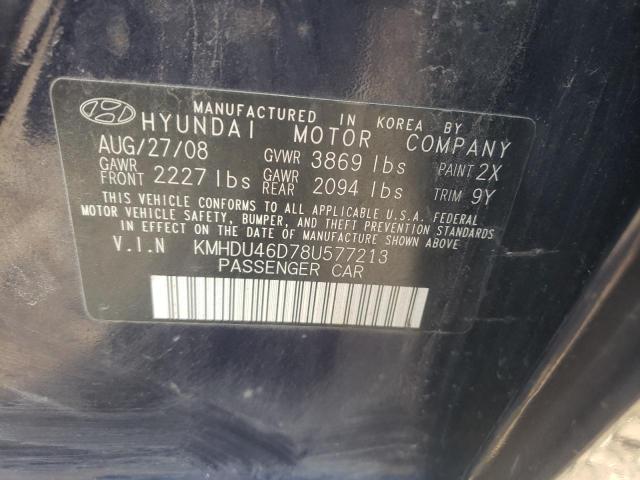 MANUFACTURED IN KOREA BY
HYUNDAI MOTOR COMPANY
AUG/27/08 GVWR 3869 lbs PAINT 2X
GAWR FRONT 2227 lbs GAWR REAR 2094 lbs TRIM 9Y
THIS VEHICLE CONFORMS TO ALL APPLICABLE U.S.A. FEDERAL
MOTOR VEHICLE SAFETY, BUMPER, AND THEFT PREVENTION STANDARDS
IN EFFECT ON THE DATE OF MANUFACTURE SHOWN ABOVE.
V.I.N KMHDU46D78U577213
PASSENGER CAR